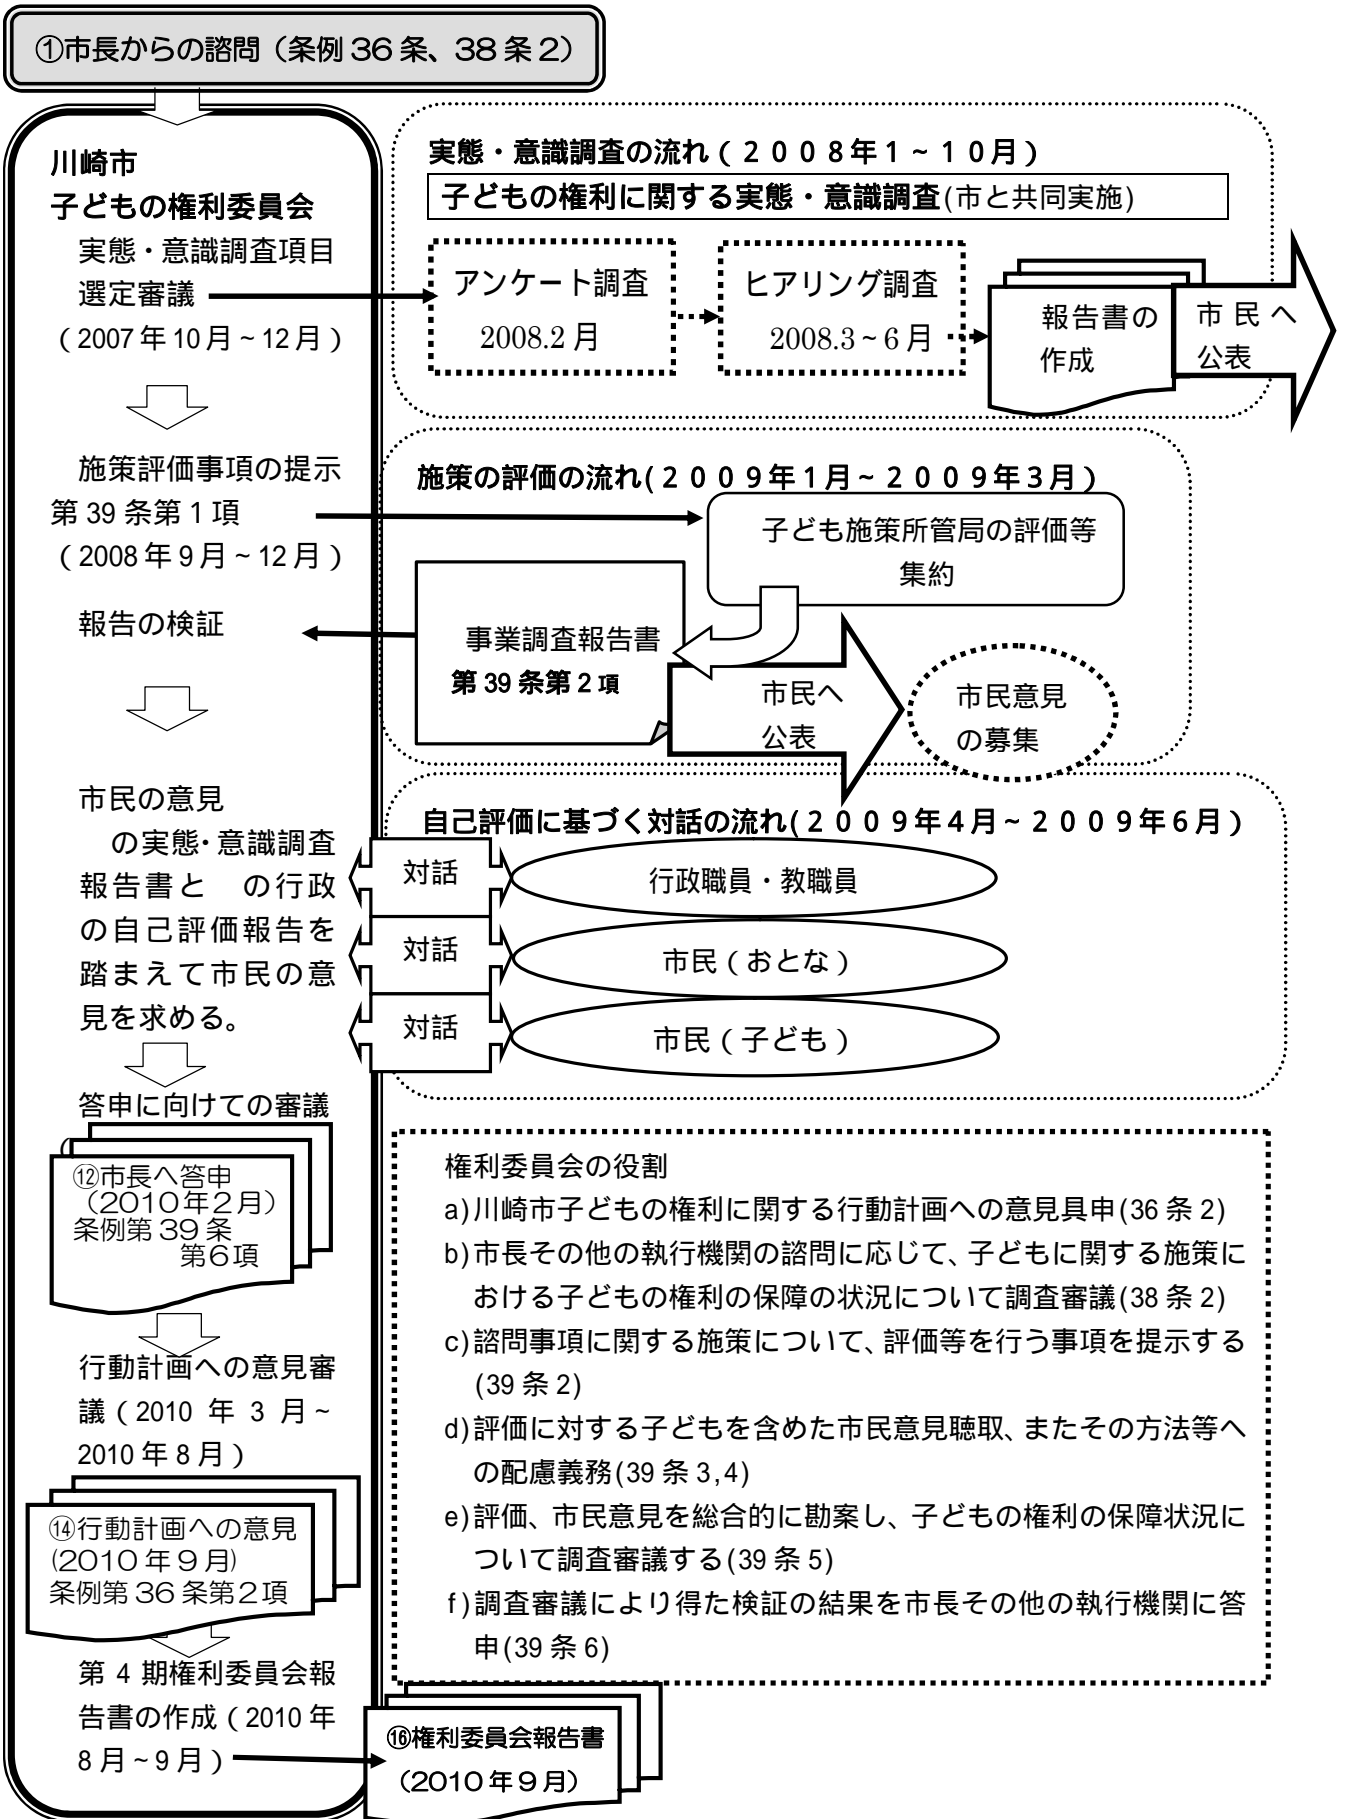 ①市長からの諮問（条例36条、38条2）
川崎市
子どもの権利委員会
実態・意識調査項目
選定審議
（2007年10月～12月）
実態・意識調査の流れ（２００８年１～１０月）
子どもの権利に関する実態・意識調査(市と共同実施)
アンケート調査
2008.2月
ヒアリング調査
2008.3～6月
報告書の
作成
市民へ
公表
施策評価事項の提示
第39条第1項
（2008年9月～12月）
報告の検証
施策の評価の流れ(２００９年１月～２００９年３月)
子ども施策所管局の評価等
集約
事業調査報告書
第39条第2項
市民へ
公表
市民意見
の募集
市民の意見
の実態・意識調査
報告書と　の行政
の自己評価報告を
踏まえて市民の意
見を求める。
自己評価に基づく対話の流れ(２００９年４月～２００９年６月)
対話
行政職員・教職員
対話
市民（おとな）
対話
市民（子ども）
答申に向けての審議
⑫市長へ答申
（2010年2月）
条例第39条
第6項
行動計画への意見審
議（2010 年 3 月～
2010年8月）
⑭行動計画への意見
(2010年9月)
条例第36条第2項
第 4 期権利委員会報
告書の作成（2010年
8月～9月）
⑯権利委員会報告書
（2010年9月）
権利委員会の役割
a)川崎市子どもの権利に関する行動計画への意見具申(36条2)
b)市長その他の執行機関の諮問に応じて、子どもに関する施策に
おける子どもの権利の保障の状況について調査審議(38条2)
c)諮問事項に関する施策について、評価等を行う事項を提示する
(39条2)
d)評価に対する子どもを含めた市民意見聴取、またその方法等へ
の配慮義務(39条3,4)
e)評価、市民意見を総合的に勘案し、子どもの権利の保障状況に
ついて調査審議する(39条5)
f)調査審議により得た検証の結果を市長その他の執行機関に答
申(39条6)